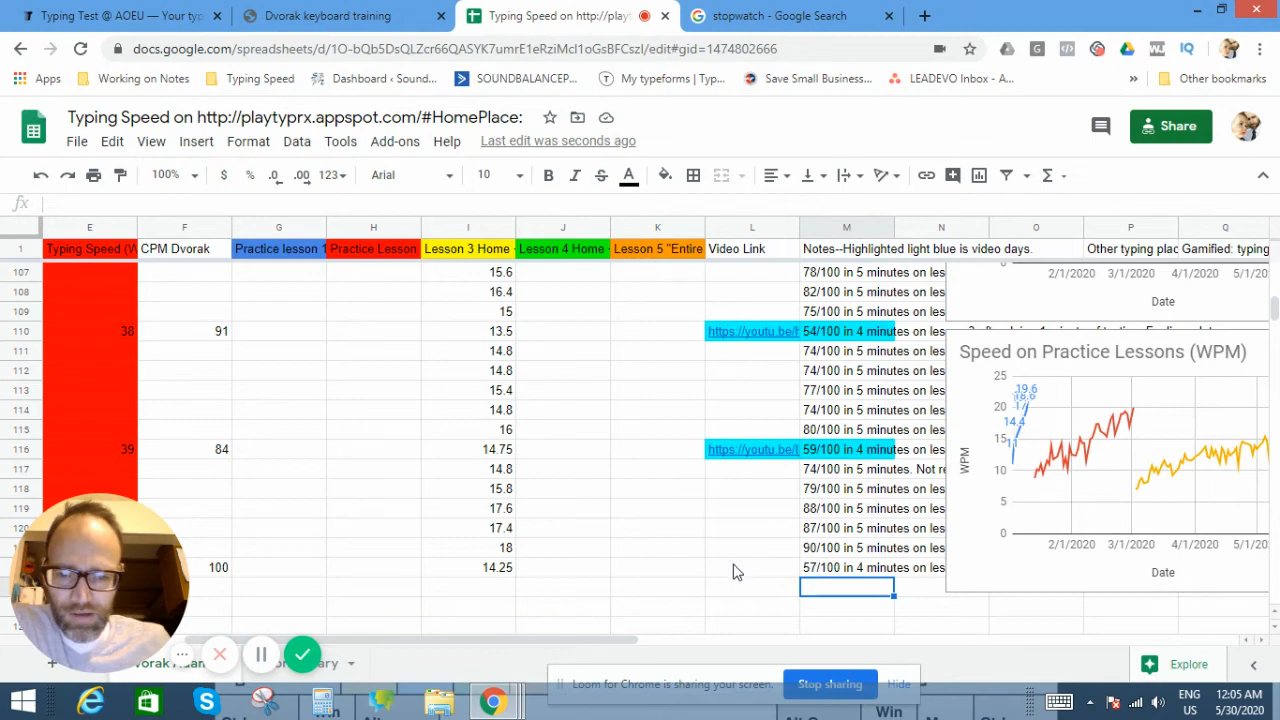 Typing Test @ AOEU — Your typ
Dvorak keyboard training
Typing Speed on http://playt
stopwatch - Google Search
docs.google.com/spreadsheets/d/1O-bQb5DsQLZcr66QASYK7umrE1eRziMcI1oGsBFCszI/edit#gid=1474802666
Apps
Working on Notes
Typing Speed
Dashboard ‹ Sound...
SOUNDBALANCEP...
My typeforms | Typ...
Save Small Business...
LEADEVO Inbox - A...
Other bookmarks
Typing Speed on http://playtyprx.appspot.com/#HomePlace:
Share
File Edit View Insert Format Data Tools Add-ons Help Last edit was seconds ago
100% $ % .0 .00 123 Arial 10 B I S A
fx
E F G H I J K L M N O P Q
1 Typing Speed (W CPM Dvorak Practice lesson 1 Practice Lesson Lesson 3 Home Lesson 4 Home Lesson 5 "Entire Video Link Notes--Highlighted light blue is video days. Other typing plac Gamified: typing
107 15.6 78/100 in 5 minutes on les
108 16.4 82/100 in 5 minutes on les
109 15 75/100 in 5 minutes on les
110 38 91 13.5 https://youtu.be/ 54/100 in 4 minutes on les
111 14.8 74/100 in 5 minutes on les
112 14.8 74/100 in 5 minutes on les
113 15.4 77/100 in 5 minutes on les
114 14.8 74/100 in 5 minutes on les
115 16 80/100 in 5 minutes on les
116 39 84 14.75 https://youtu.be/ 59/100 in 4 minutes on les
117 14.8 74/100 in 5 minutes. Not re
118 15.8 79/100 in 5 minutes on les
119 17.6 88/100 in 5 minutes on les
120 17.4 87/100 in 5 minutes on les
18 90/100 in 5 minutes on les
100 14.25 57/100 in 4 minutes on les
0
2/1/2020 3/1/2020 4/1/2020 5/1/20
Date
Speed on Practice Lessons (WPM)
25
20
15
10
5
0
WPM
19.6
14.4
2/1/2020 3/1/2020 4/1/2020 5/1/20
Date
Explore
Loom for Chrome is sharing your screen.
Stop sharing
Hide
ENG
US
12:05 AM
5/30/2020
Win
Win